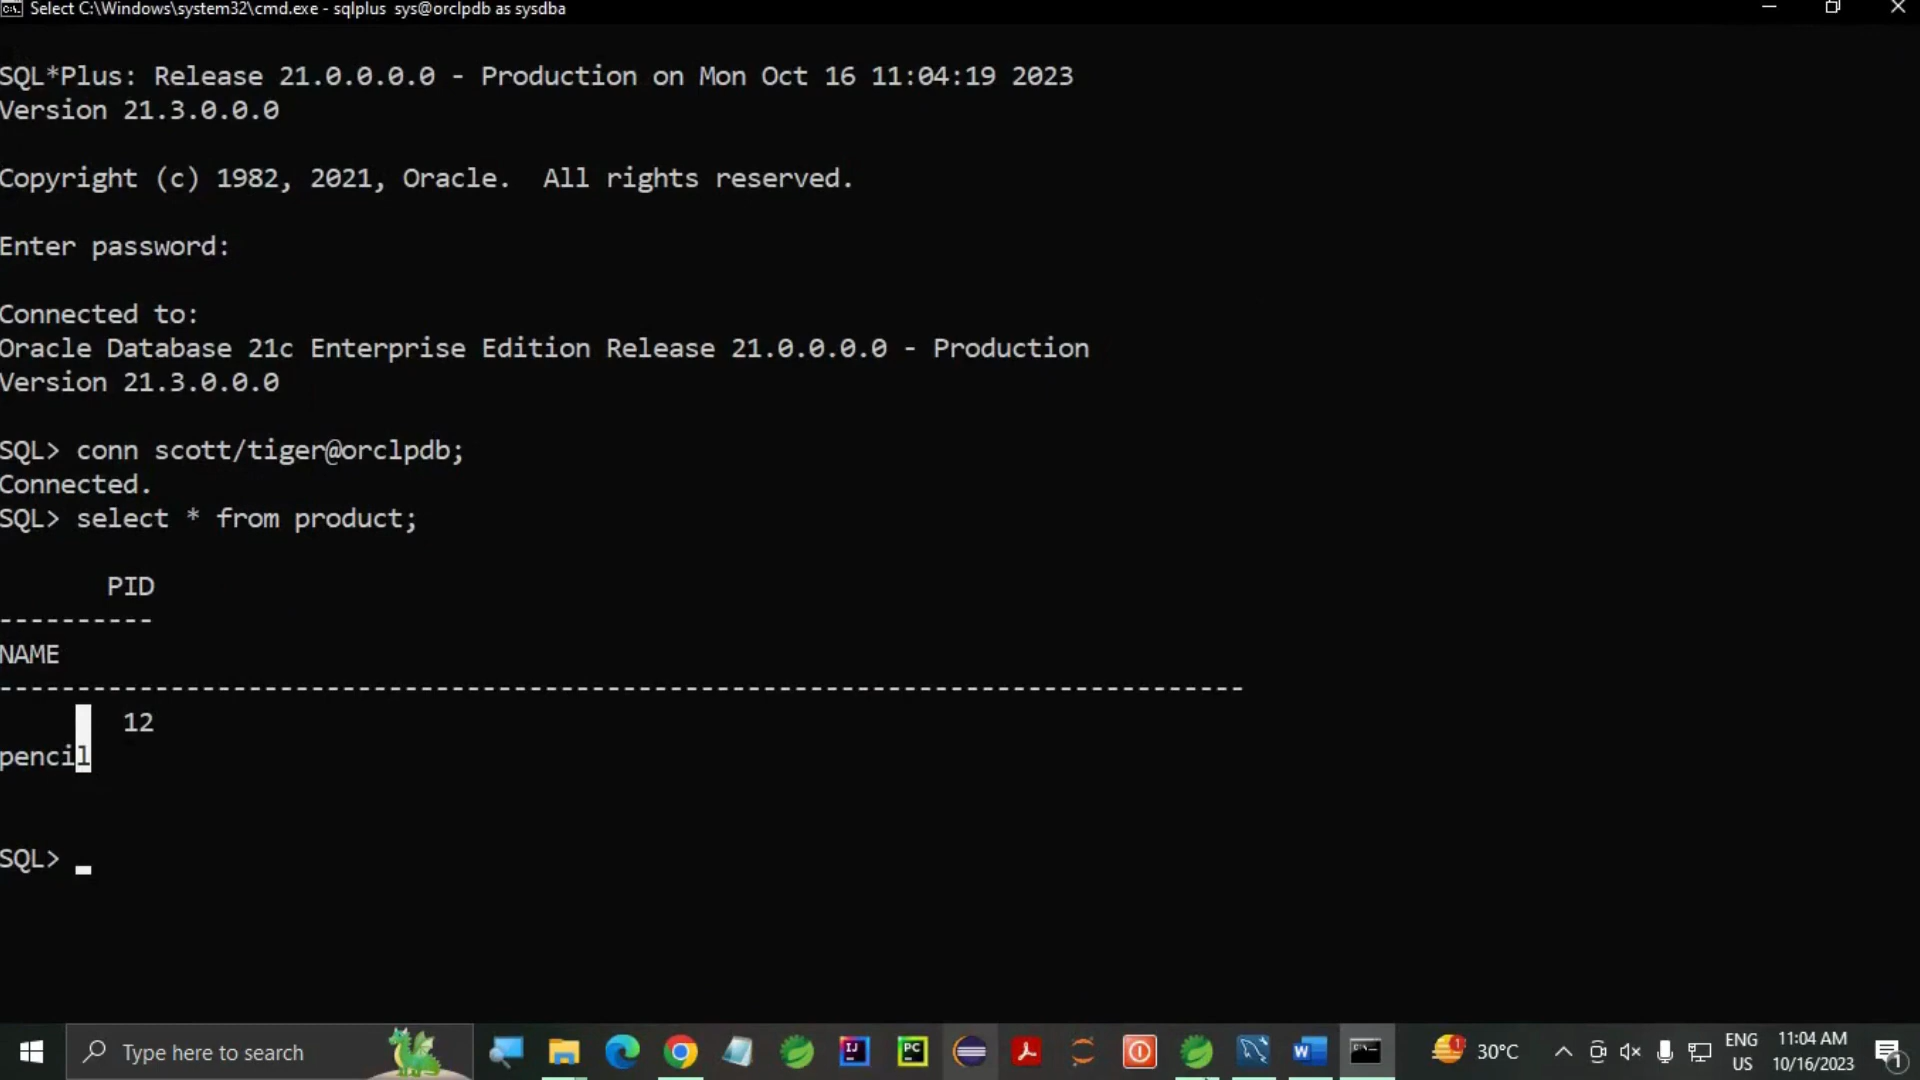 Select C:\Windows\system32\cmd.exe - sqlplus  sys@orclpdb as sysdba
SQL*Plus: Release 21.0.0.0.0 - Production on Mon Oct 16 11:04:19 2023
Version 21.3.0.0.0
Copyright (c) 1982, 2021, Oracle.  All rights reserved.
Enter password:
Connected to:
Oracle Database 21c Enterprise Edition Release 21.0.0.0.0 - Production
Version 21.3.0.0.0
SQL> conn scott/tiger@orclpdb;
Connected.
SQL> select * from product;
PID
----------
NAME
--------------------------------------------------------------------------------
12
pencil
SQL>
Type here to search
IJ
PC
W
1
30°C
ENG
US
11:04 AM
10/16/2023
1